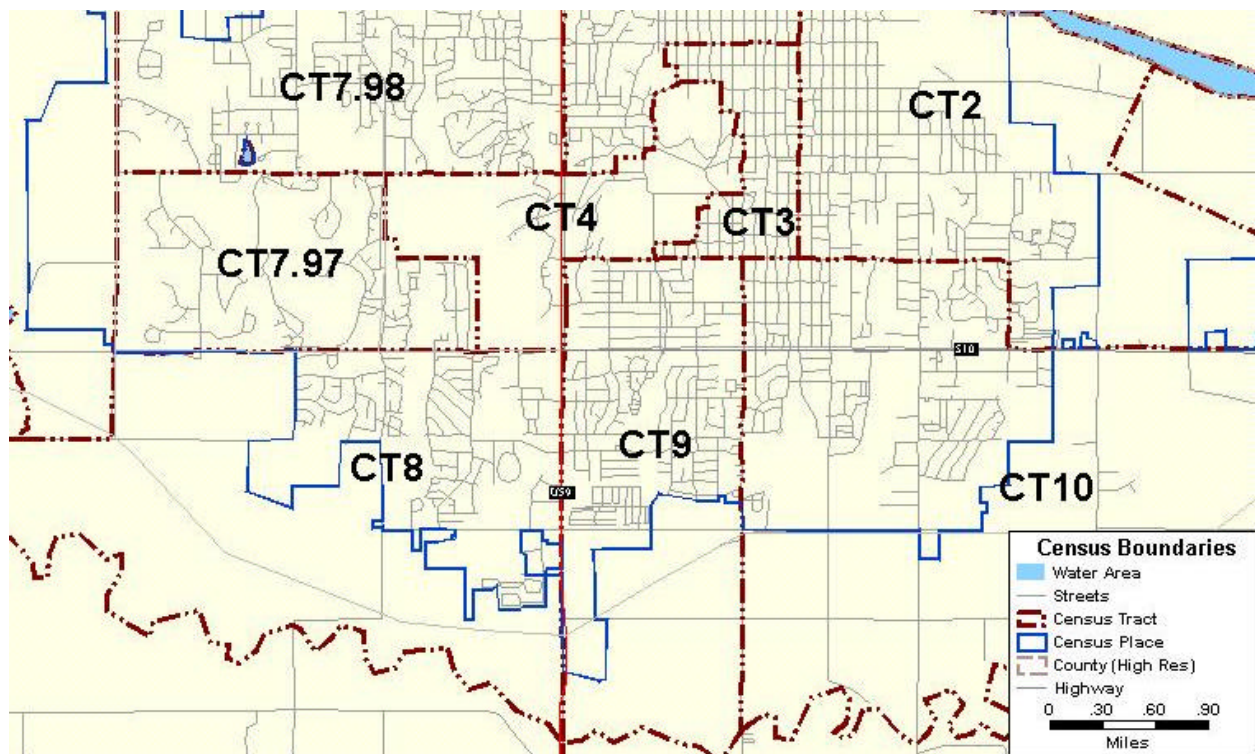 CT7.98
CT2
CT4
CT3
CT7.97
S10
CT9
CT8
US9
CT10
Census Boundaries
Water Area
Streets
Census Tract
Census Place
County (High Res)
Highway
0 .30 .60 .90
Miles